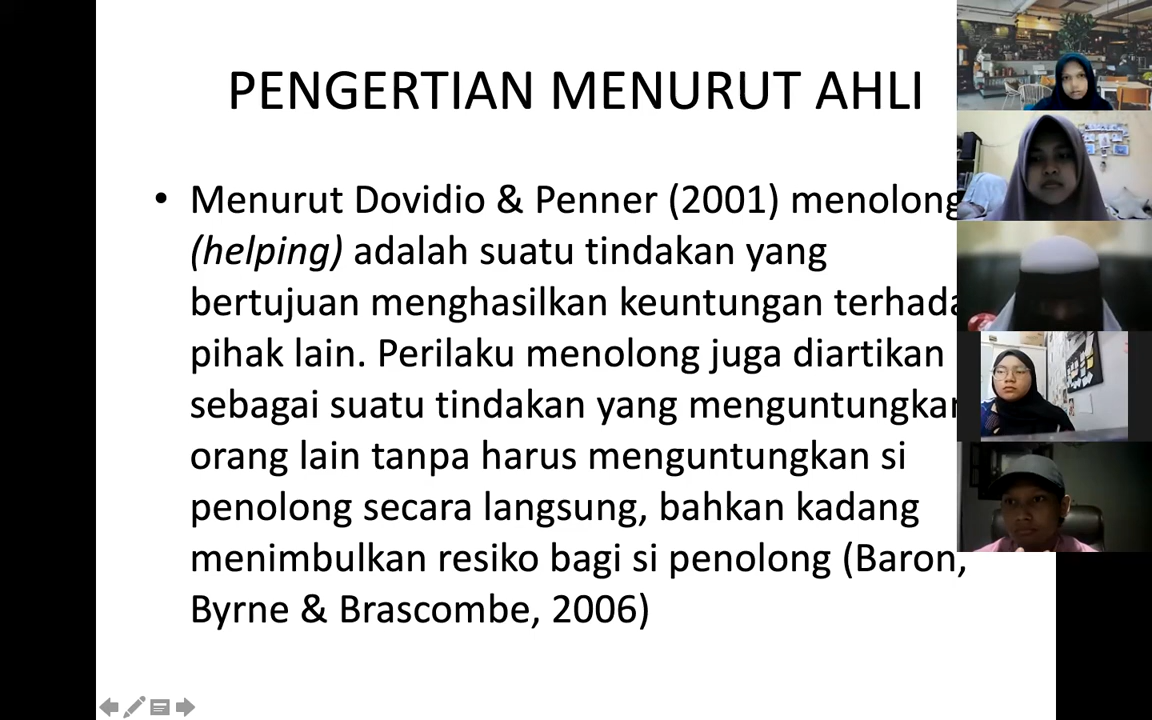 PENGERTIAN MENURUT AHLI
• Menurut Dovidio & Penner (2001) menolong
(helping) adalah suatu tindakan yang
bertujuan menghasilkan keuntungan terhada
pihak lain. Perilaku menolong juga diartikan
sebagai suatu tindakan yang menguntungkan
orang lain tanpa harus menguntungkan si
penolong secara langsung, bahkan kadang
menimbulkan resiko bagi si penolong (Baron,
Byrne & Brascombe, 2006)